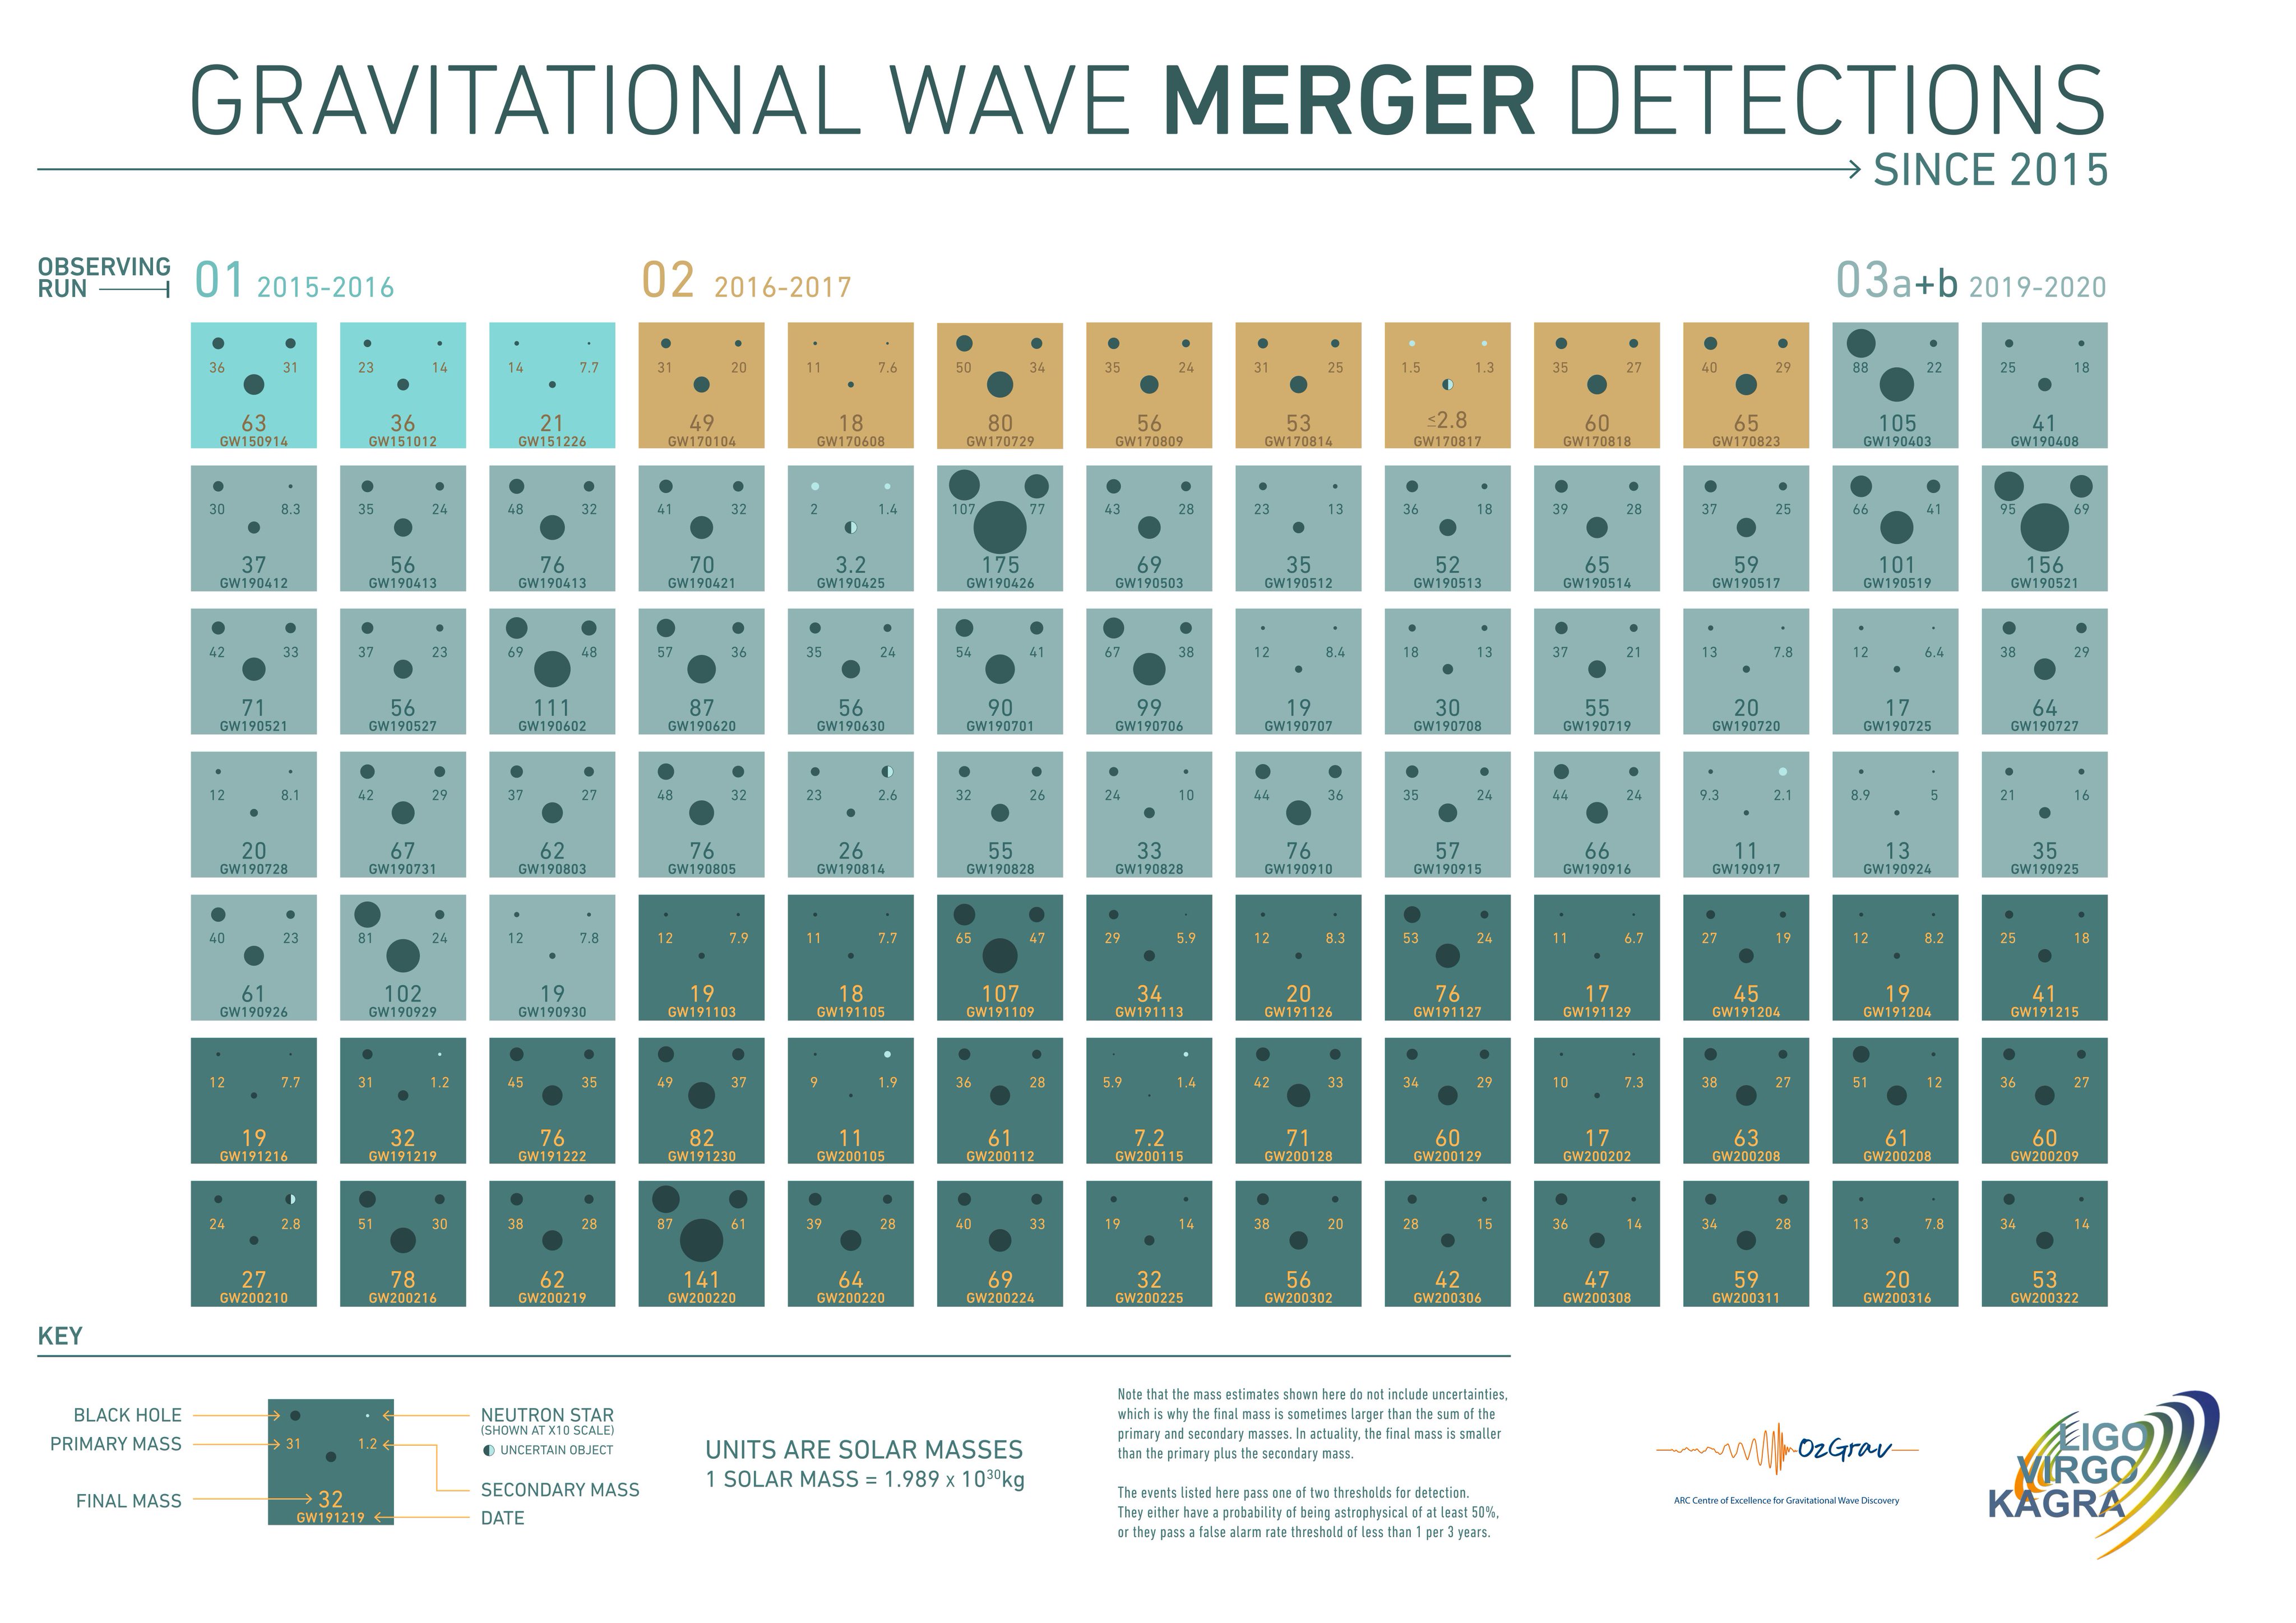 GRAVITATIONAL WAVE MERGER DETECTIONS
SINCE 2015
OBSERVING
RUN
01 2015-2016
02 2016-2017
03a+b 2019-2020
36 31 23 14 14 7.7 31 20 11 7.6 50 34 35 24 31 25 1.5 1.3 35 27 40 29 88 22 25 18
63 36 21 49 18 80 56 53 ≤2.8 60 65 105 41
GW150914 GW151012 GW151226 GW170104 GW170608 GW170729 GW170809 GW170814 GW170817 GW170818 GW170823 GW190403 GW190408
30 8.3 35 24 48 32 41 32 2 1.4 107 77 43 28 23 13 36 18 39 28 37 25 66 41 95 69
37 56 76 70 3.2 175 69 35 52 65 59 101 156
GW190412 GW190413 GW190413 GW190421 GW190425 GW190426 GW190503 GW190512 GW190513 GW190514 GW190517 GW190519 GW190521
42 33 37 23 69 48 57 36 35 24 54 41 67 38 12 8.4 18 13 37 21 13 7.8 12 6.4 38 29
71 56 111 87 56 90 99 19 30 55 20 17 64
GW190521 GW190527 GW190602 GW190620 GW190630 GW190701 GW190706 GW190707 GW190708 GW190719 GW190720 GW190725 GW190727
12 8.1 42 29 37 27 48 32 23 2.6 32 26 24 10 44 36 35 24 44 24 9.3 2.1 8.9 5 21 16
20 67 62 76 26 55 33 76 57 66 11 13 35
GW190728 GW190731 GW190803 GW190805 GW190814 GW190828 GW190828 GW190910 GW190915 GW190916 GW190917 GW190924 GW190925
40 23 81 24 12 7.8 12 7.9 11 7.7 65 47 29 5.9 12 8.3 53 24 11 6.7 27 19 12 8.2 25 18
61 102 19 19 18 107 34 20 76 17 45 19 41
GW190926 GW190929 GW190930 GW191103 GW191105 GW191109 GW191113 GW191126 GW191127 GW191129 GW191204 GW191204 GW191215
12 7.7 31 1.2 45 35 49 37 9 1.9 36 28 5.9 1.4 42 33 34 29 10 7.3 38 27 51 12 36 27
19 32 76 82 11 61 7.2 71 60 17 63 61 60
GW191216 GW191219 GW191222 GW191230 GW200105 GW200112 GW200115 GW200128 GW200129 GW200202 GW200208 GW200208 GW200209
24 2.8 51 30 38 28 87 61 39 28 40 33 19 14 38 20 28 15 36 14 34 28 13 7.8 34 14
27 78 62 141 64 69 32 56 42 47 59 20 53
GW200210 GW200216 GW200219 GW200220 GW200220 GW200224 GW200225 GW200302 GW200306 GW200308 GW200311 GW200316 GW200322
KEY
BLACK HOLE
PRIMARY MASS
FINAL MASS
31 1.2
32
GW191219
NEUTRON STAR
(SHOWN AT X10 SCALE)
UNCERTAIN OBJECT
SECONDARY MASS
DATE
UNITS ARE SOLAR MASSES
1 SOLAR MASS = 1.989 x 10³⁰kg
Note that the mass estimates shown here do not include uncertainties,
which is why the final mass is sometimes larger than the sum of the
primary and secondary masses. In actuality, the final mass is smaller
than the primary plus the secondary mass.
The events listed here pass one of two thresholds for detection.
They either have a probability of being astrophysical of at least 50%,
or they pass a false alarm rate threshold of less than 1 per 3 years.
OzGrav
ARC Centre of Excellence for Gravitational Wave Discovery
LIGO
VIRGO
KAGRA